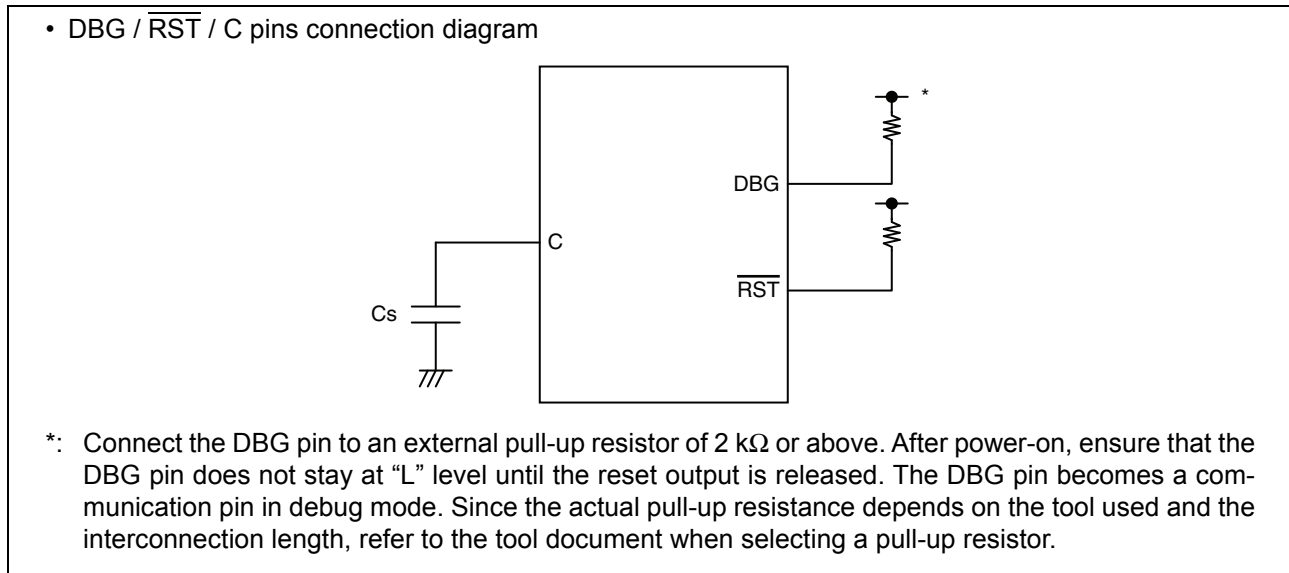 • DBG / R̅S̅T̅ / C pins connection diagram
*
DBG
C
R̅S̅T̅
Cs
*: Connect the DBG pin to an external pull-up resistor of 2 kΩ or above. After power-on, ensure that the
DBG pin does not stay at “L” level until the reset output is released. The DBG pin becomes a com-
munication pin in debug mode. Since the actual pull-up resistance depends on the tool used and the
interconnection length, refer to the tool document when selecting a pull-up resistor.